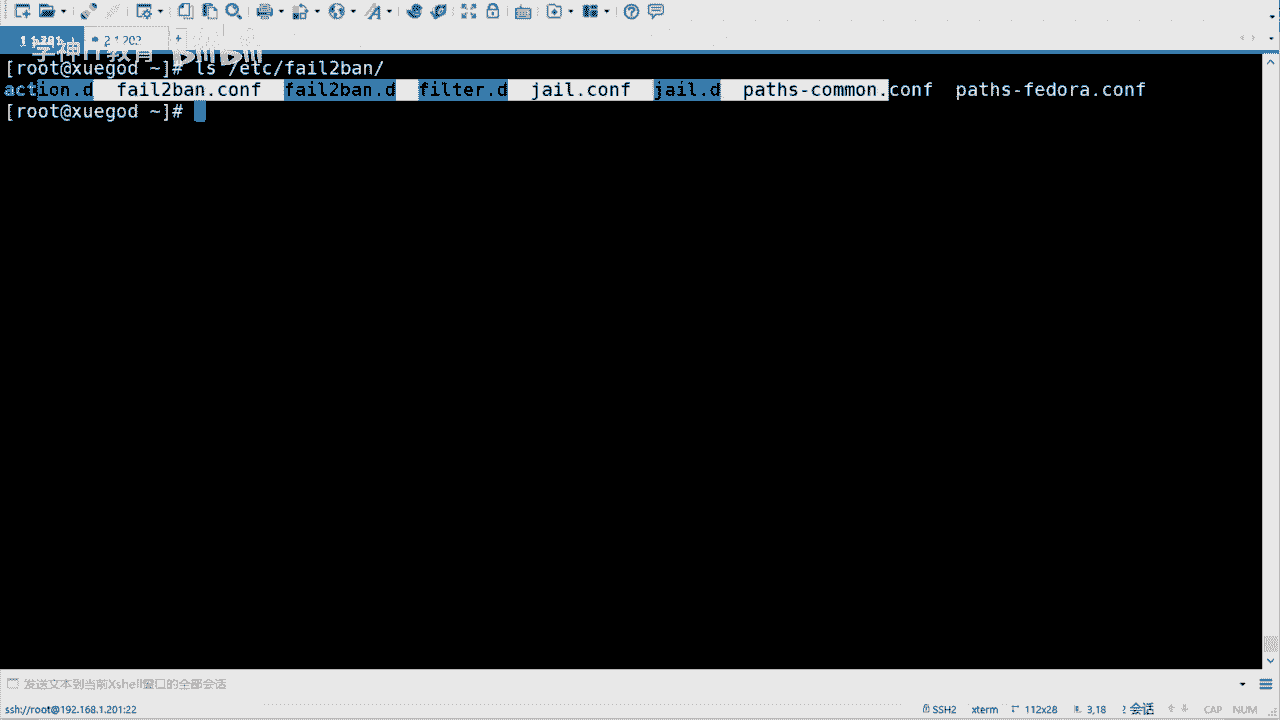 1 1.201
2 1.202
+
学神IT教育 bilibili
[root@xuegod ~]# ls /etc/fail2ban/
action.d  fail2ban.conf  fail2ban.d  filter.d  jail.conf  jail.d  paths-common.conf  paths-fedora.conf
[root@xuegod ~]#
发送文本到当前Xshell窗口的全部会话
ssh://root@192.168.1.201:22
SSH2 xterm 112x28 3,18 2 会话 CAP NUM